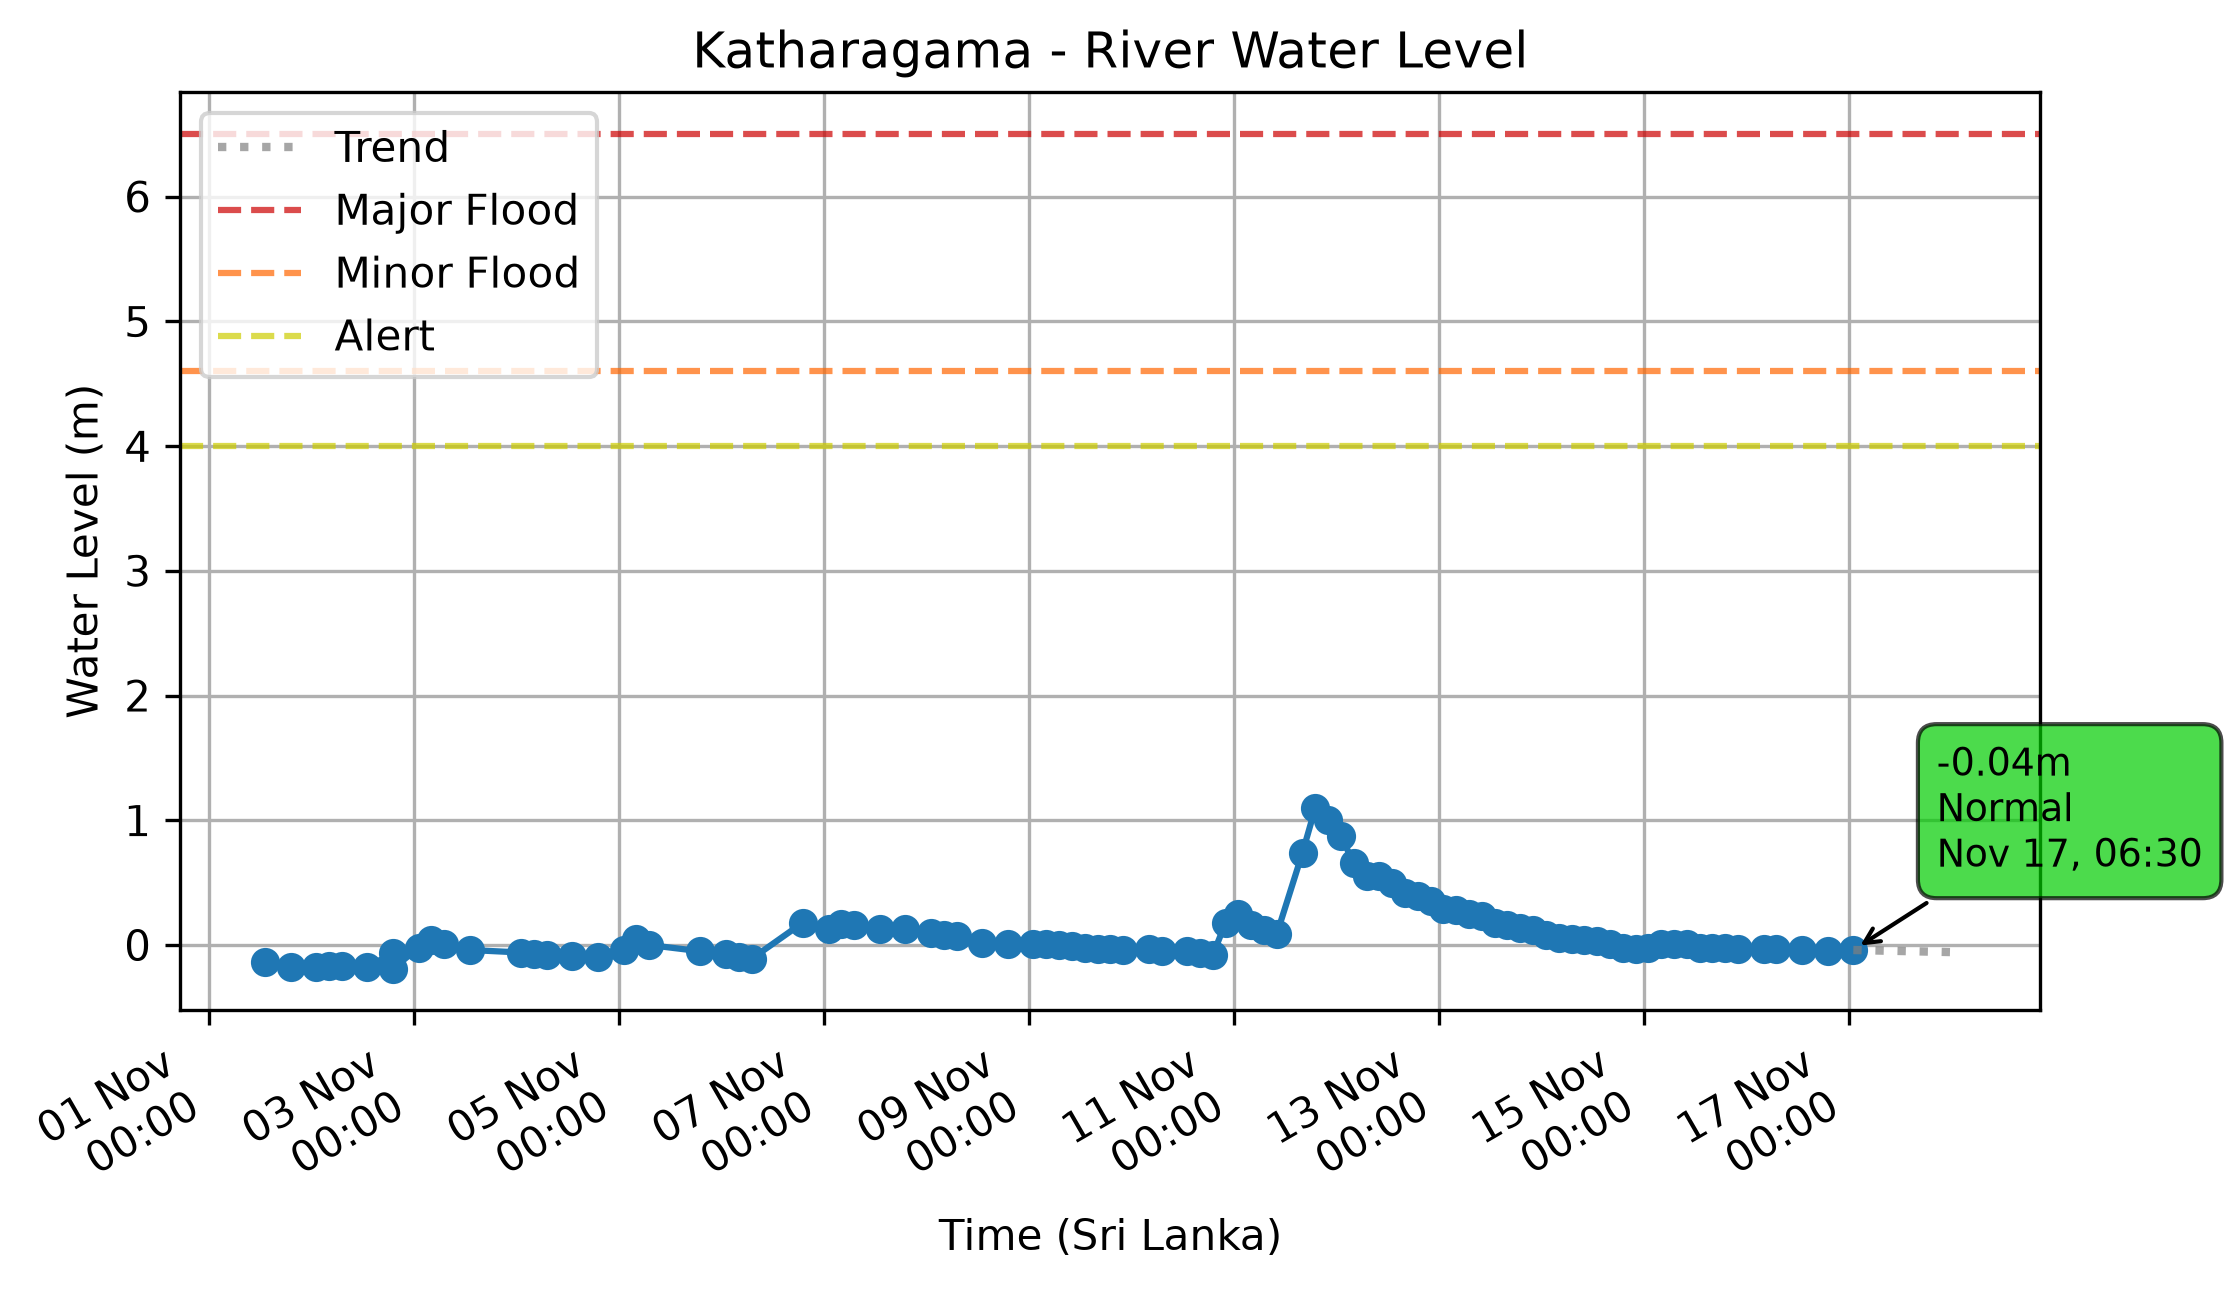 Katharagama - River Water Level
Trend
Major Flood
Minor Flood
Alert
Water Level (m)
6
5
4
3
2
1
0
-0.04m
Normal
Nov 17, 06:30
01 Nov
00:00
03 Nov
00:00
05 Nov
00:00
07 Nov
00:00
09 Nov
00:00
11 Nov
00:00
13 Nov
00:00
15 Nov
00:00
17 Nov
00:00
Time (Sri Lanka)